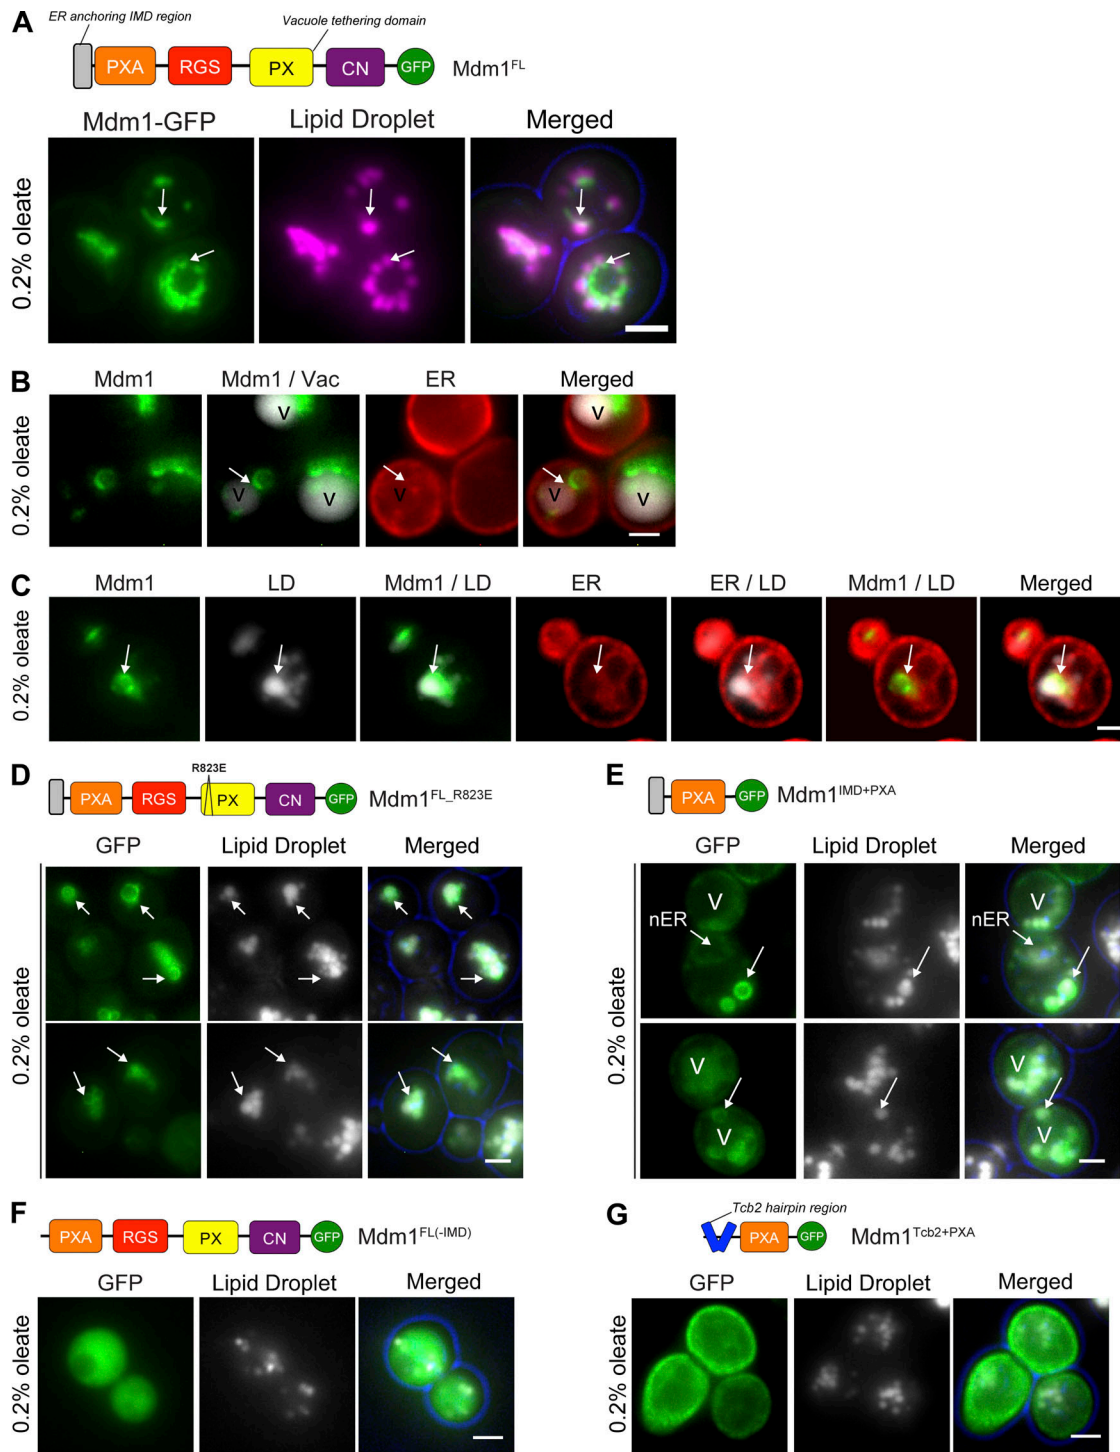 A
ER anchoring IMD region
Vacuole tethering domain
PXA RGS PX CN GFP Mdm1FL
Mdm1-GFP Lipid Droplet Merged
0.2% oleate
B
Mdm1 Mdm1 / Vac ER Merged
0.2% oleate
V
V V V V V V
C
Mdm1 LD Mdm1 / LD ER ER / LD Mdm1 / LD Merged
0.2% oleate
D
R823E
PXA RGS PX CN GFP Mdm1FL_R823E
GFP Lipid Droplet Merged
0.2% oleate
E
PXA GFP Mdm1IMD+PXA
GFP Lipid Droplet Merged
0.2% oleate
V V
nER nER
V V
V V
F
PXA RGS PX CN GFP Mdm1FL(-IMD)
GFP Lipid Droplet Merged
0.2% oleate
G
Tcb2 hairpin region
PXA GFP Mdm1Tcb2+PXA
GFP Lipid Droplet Merged
0.2% oleate